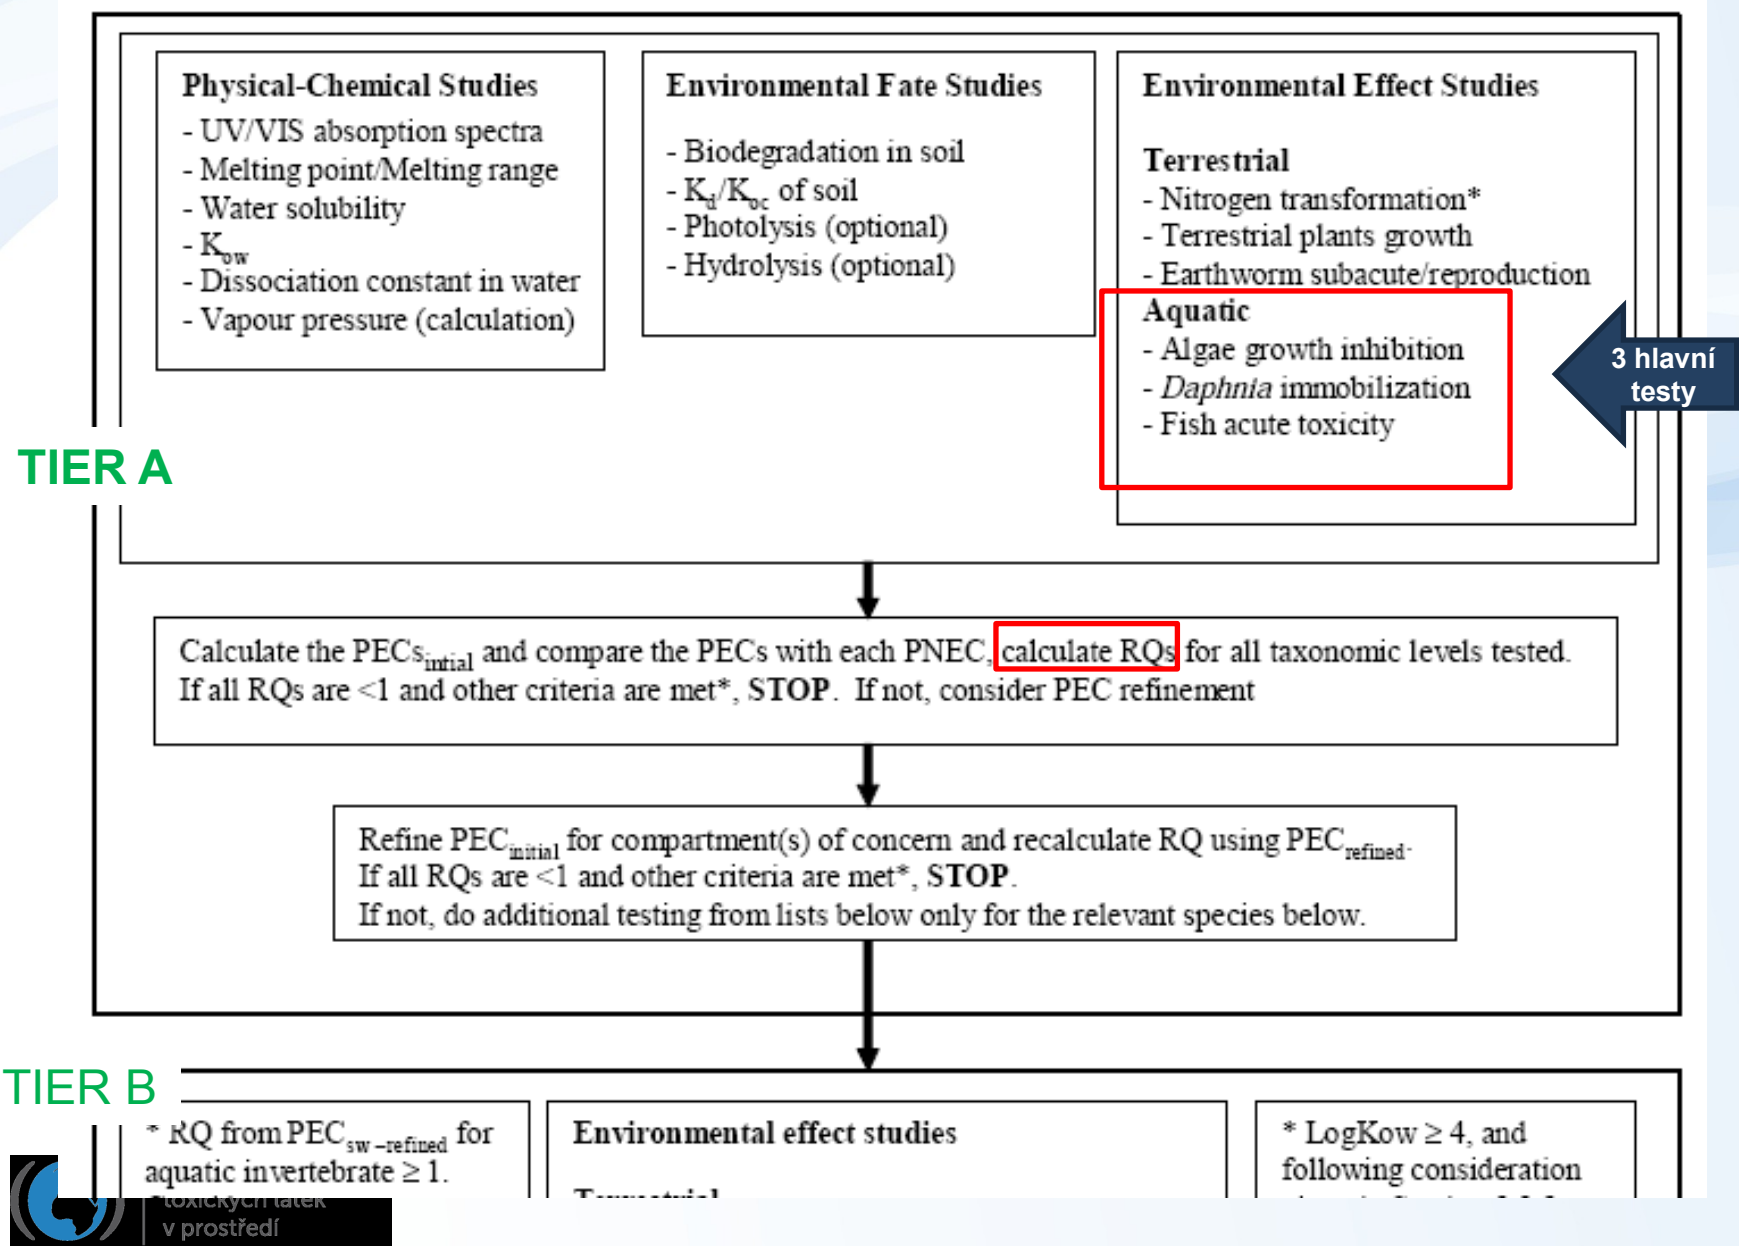 Physical-Chemical Studies
- UV/VIS absorption spectra
- Melting point/Melting range
- Water solubility
- Kow
- Dissociation constant in water
- Vapour pressure (calculation)
Environmental Fate Studies
- Biodegradation in soil
- Kd/Koc of soil
- Photolysis (optional)
- Hydrolysis (optional)
Environmental Effect Studies
Terrestrial
- Nitrogen transformation*
- Terrestrial plants growth
- Earthworm subacute/reproduction
Aquatic
- Algae growth inhibition
- Daphnia immobilization
- Fish acute toxicity
3 hlavní
testy
TIER A
Calculate the PECsintial and compare the PECs with each PNEC, calculate RQs for all taxonomic levels tested.
If all RQs are <1 and other criteria are met*, STOP. If not, consider PEC refinement
Refine PECinitial for compartment(s) of concern and recalculate RQ using PECrefined.
If all RQs are <1 and other criteria are met*, STOP.
If not, do additional testing from lists below only for the relevant species below.
TIER B
* RQ from PECsw-refined for
aquatic invertebrate ≥ 1.
Environmental effect studies
Terrestrial
* LogKow ≥ 4, and
following consideration
toxických látek
v prostředí